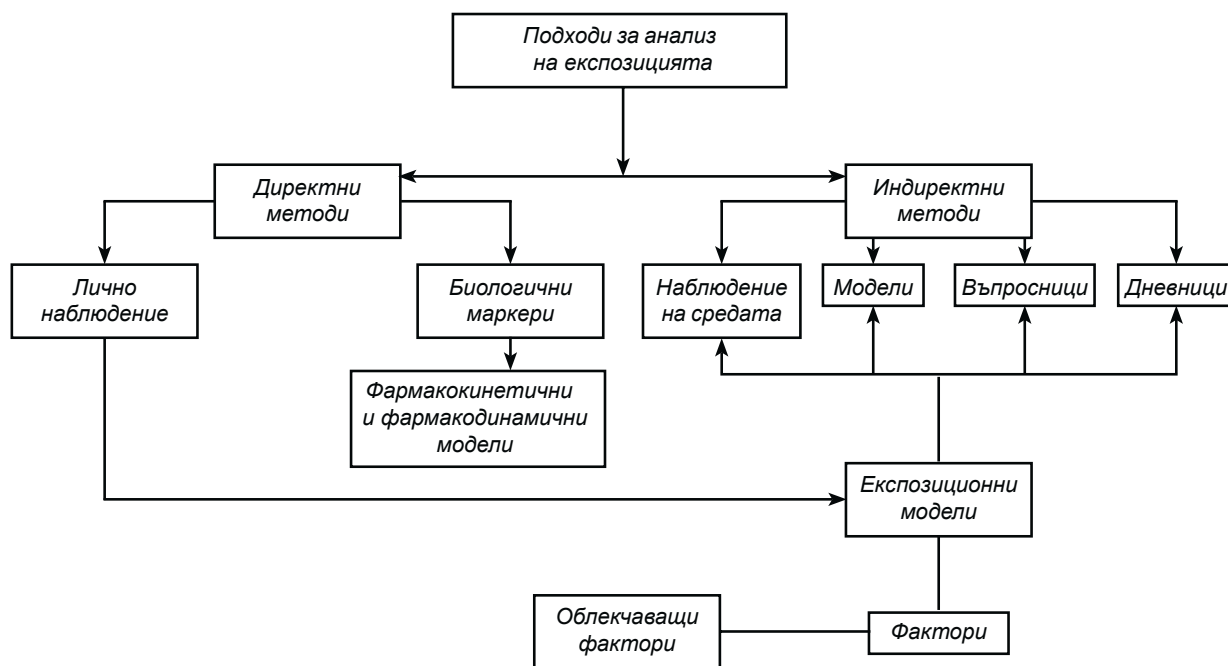 Подходи за анализ
на експозицията
Директни
методи
Индиректни
методи
Лично
наблюдение
Биологични
маркери
Наблюдение
на средата
Модели
Въпросници
Дневници
Фармакокинетични
и фармакодинамични
модели
Експозиционни
модели
Облекчаващи
фактори
Фактори